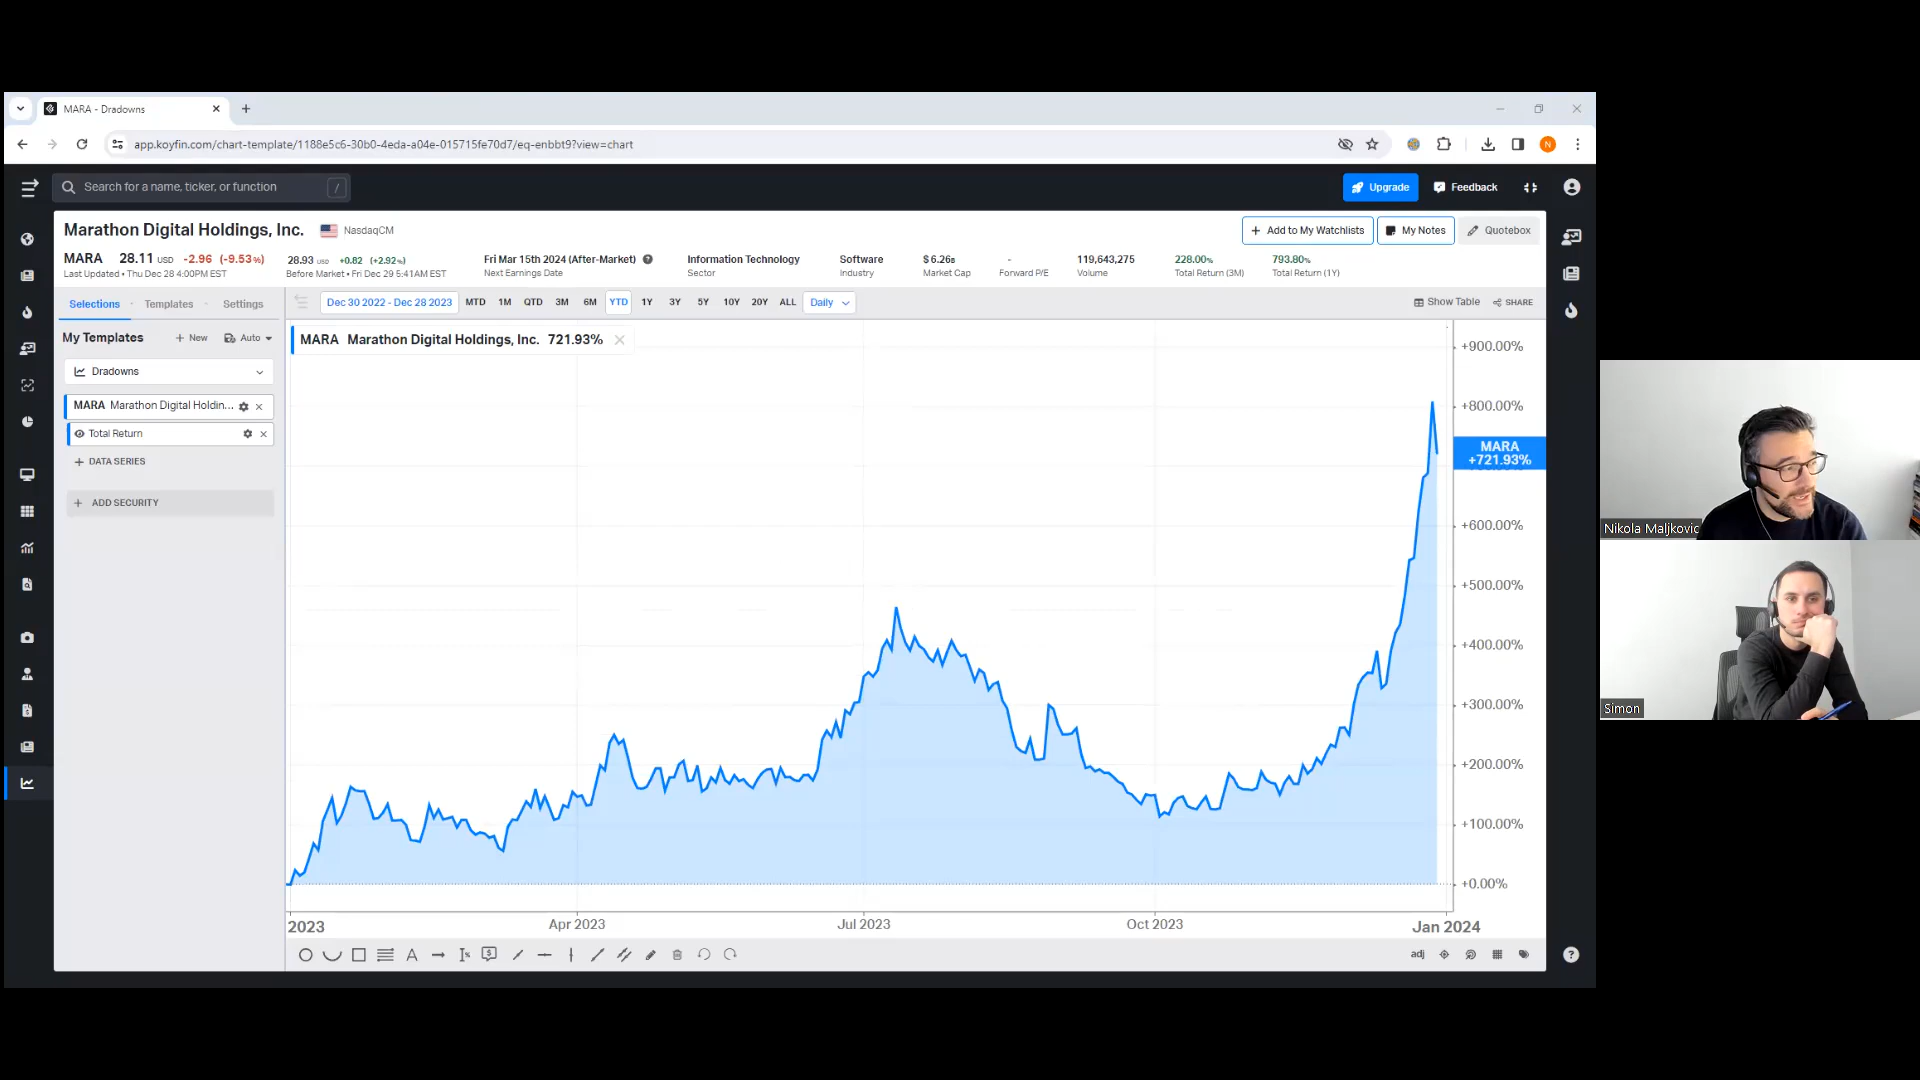 MARA - Dradowns
app.koyfin.com/chart-template/1188e5c6-30b0-4eda-a04e-015715fe70d7/eq-enbbt9?view=chart
N
Search for a name, ticker, or function /
Upgrade
Feedback
Marathon Digital Holdings, Inc. NasdaqCM
+ Add to My Watchlists
My Notes
Quotebox
MARA 28.11 USD -2.96 (-9.53%)
Last Updated • Thu Dec 28 4:00PM EST
28.93 USD +0.82 (+2.92%)
Before Market • Fri Dec 29 5:41AM EST
Fri Mar 15th 2024 (After-Market)
Next Earnings Date
Information Technology
Sector
Software
Industry
$ 6.26B
Market Cap
-
Forward P/E
119,643,275
Volume
228.00%
Total Return (3M)
793.80%
Total Return (1Y)
Selections Templates Settings
Dec 30 2022 - Dec 28 2023 MTD 1M QTD 3M 6M YTD 1Y 3Y 5Y 10Y 20Y ALL Daily
Show Table
SHARE
My Templates + New Auto
Dradowns
MARA Marathon Digital Holdin...
Total Return
+ DATA SERIES
+ ADD SECURITY
MARA Marathon Digital Holdings, Inc. 721.93%
+900.00%
+800.00%
MARA
+721.93%
+600.00%
+500.00%
+400.00%
+300.00%
+200.00%
+100.00%
+0.00%
2023 Apr 2023 Jul 2023 Oct 2023 Jan 2024
adj
Nikola Maljkovic
Simon